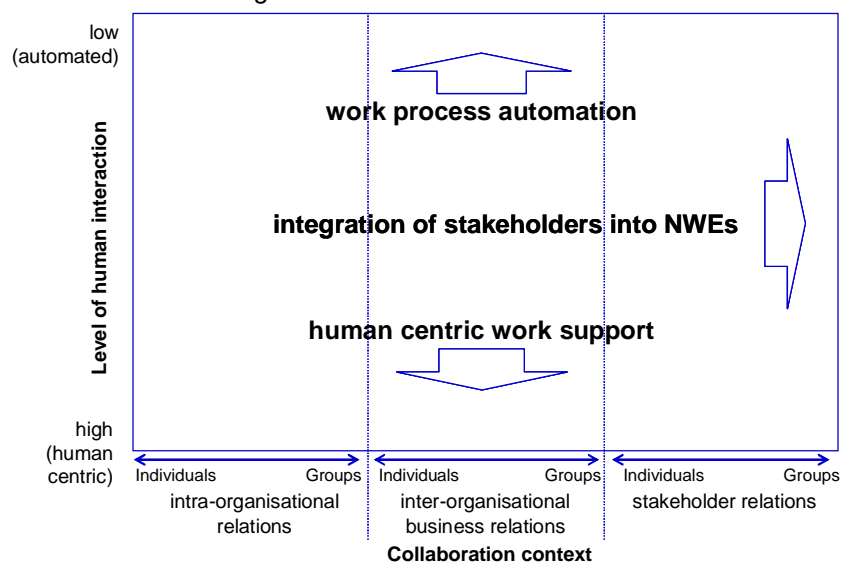 low
(automated)
work process automation
Level of human interaction
integration of stakeholders into NWEs
human centric work support
high
(human
centric)
Individuals Groups Individuals Groups Individuals Groups
intra-organisational
relations
inter-organisational
business relations
stakeholder relations
Collaboration context